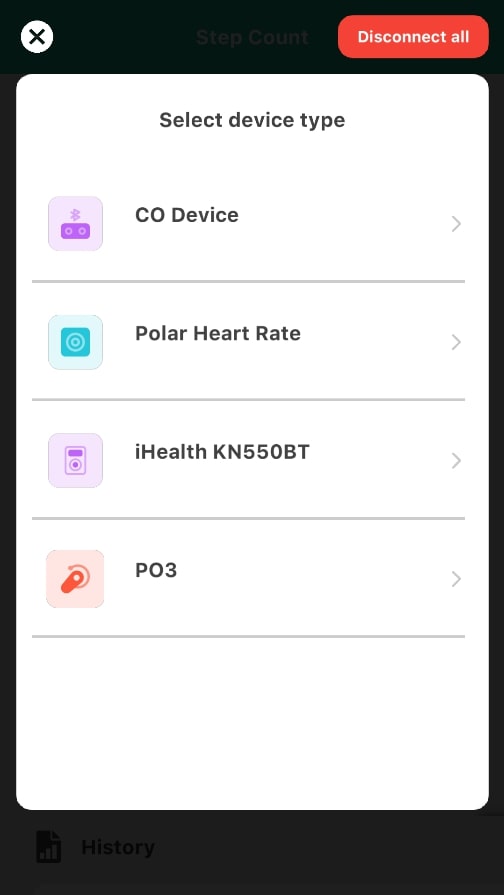 Step Count
Disconnect all
Select device type
CO Device
Polar Heart Rate
iHealth KN550BT
PO3
History